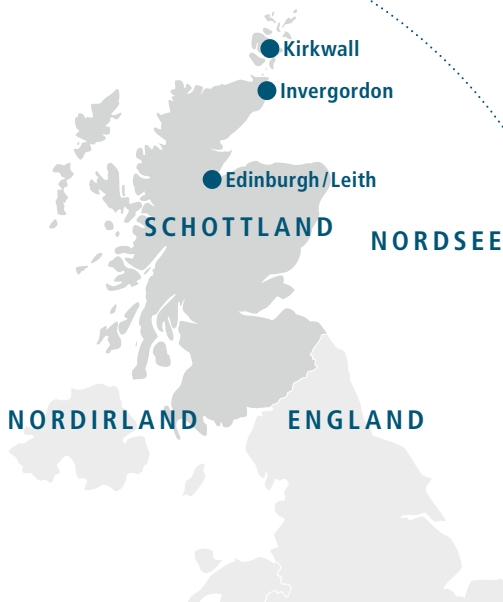 Kirkwall
Invergordon
Edinburgh/Leith
SCHOTTLAND
NORDSEE
NORDIRLAND
ENGLAND